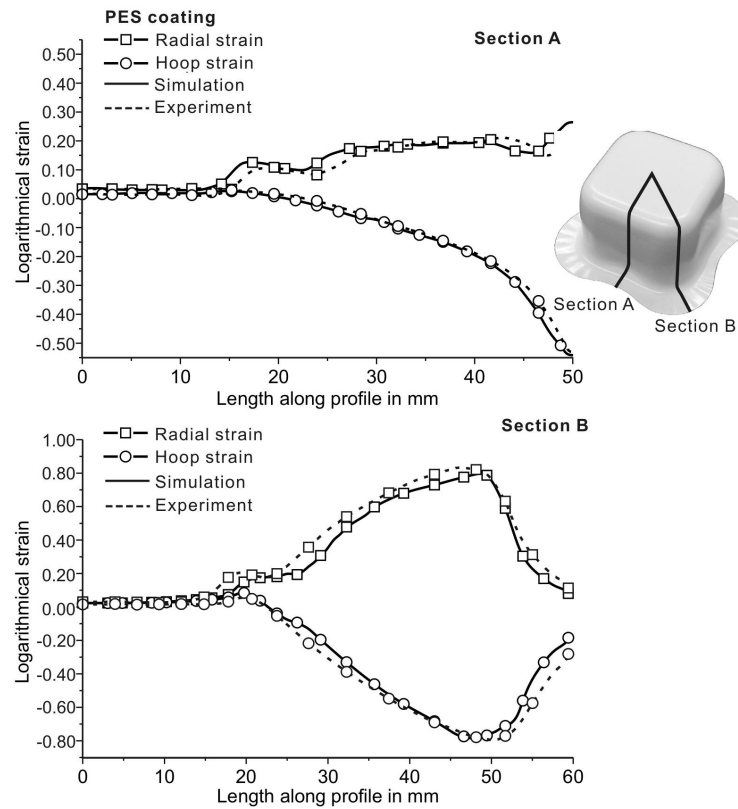 PES coating
Radial strain
Hoop strain
Simulation
Experiment
Section A
Logarithmical strain
0.50
0.40
0.30
0.20
0.10
0.00
-0.10
-0.20
-0.30
-0.40
-0.50
0 10 20 30 40 50
Length along profile in mm
Section A
Section B
Section B
Radial strain
Hoop strain
Simulation
Experiment
Logarithmical strain
1.00
0.80
0.60
0.40
0.20
0.00
-0.20
-0.40
-0.60
-0.80
0 10 20 30 40 50 60
Length along profile in mm